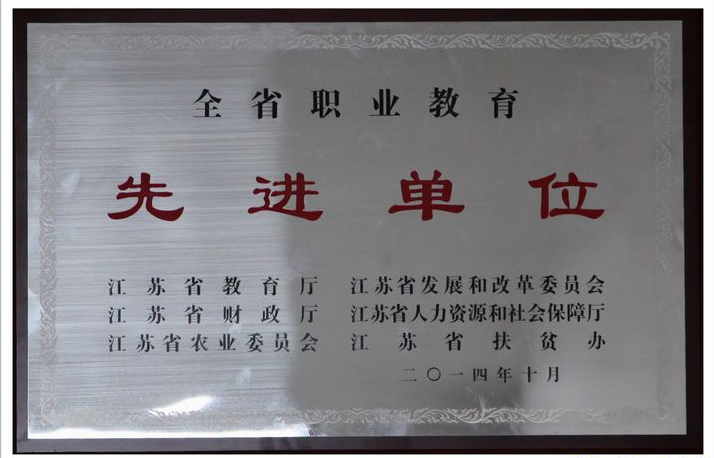 全省职业教育
先进单位
江苏省教育厅 江苏省发展和改革委员会
江苏省财政厅 江苏省人力资源和社会保障厅
江苏省农业委员会 江苏省扶贫办
二〇一四年十月